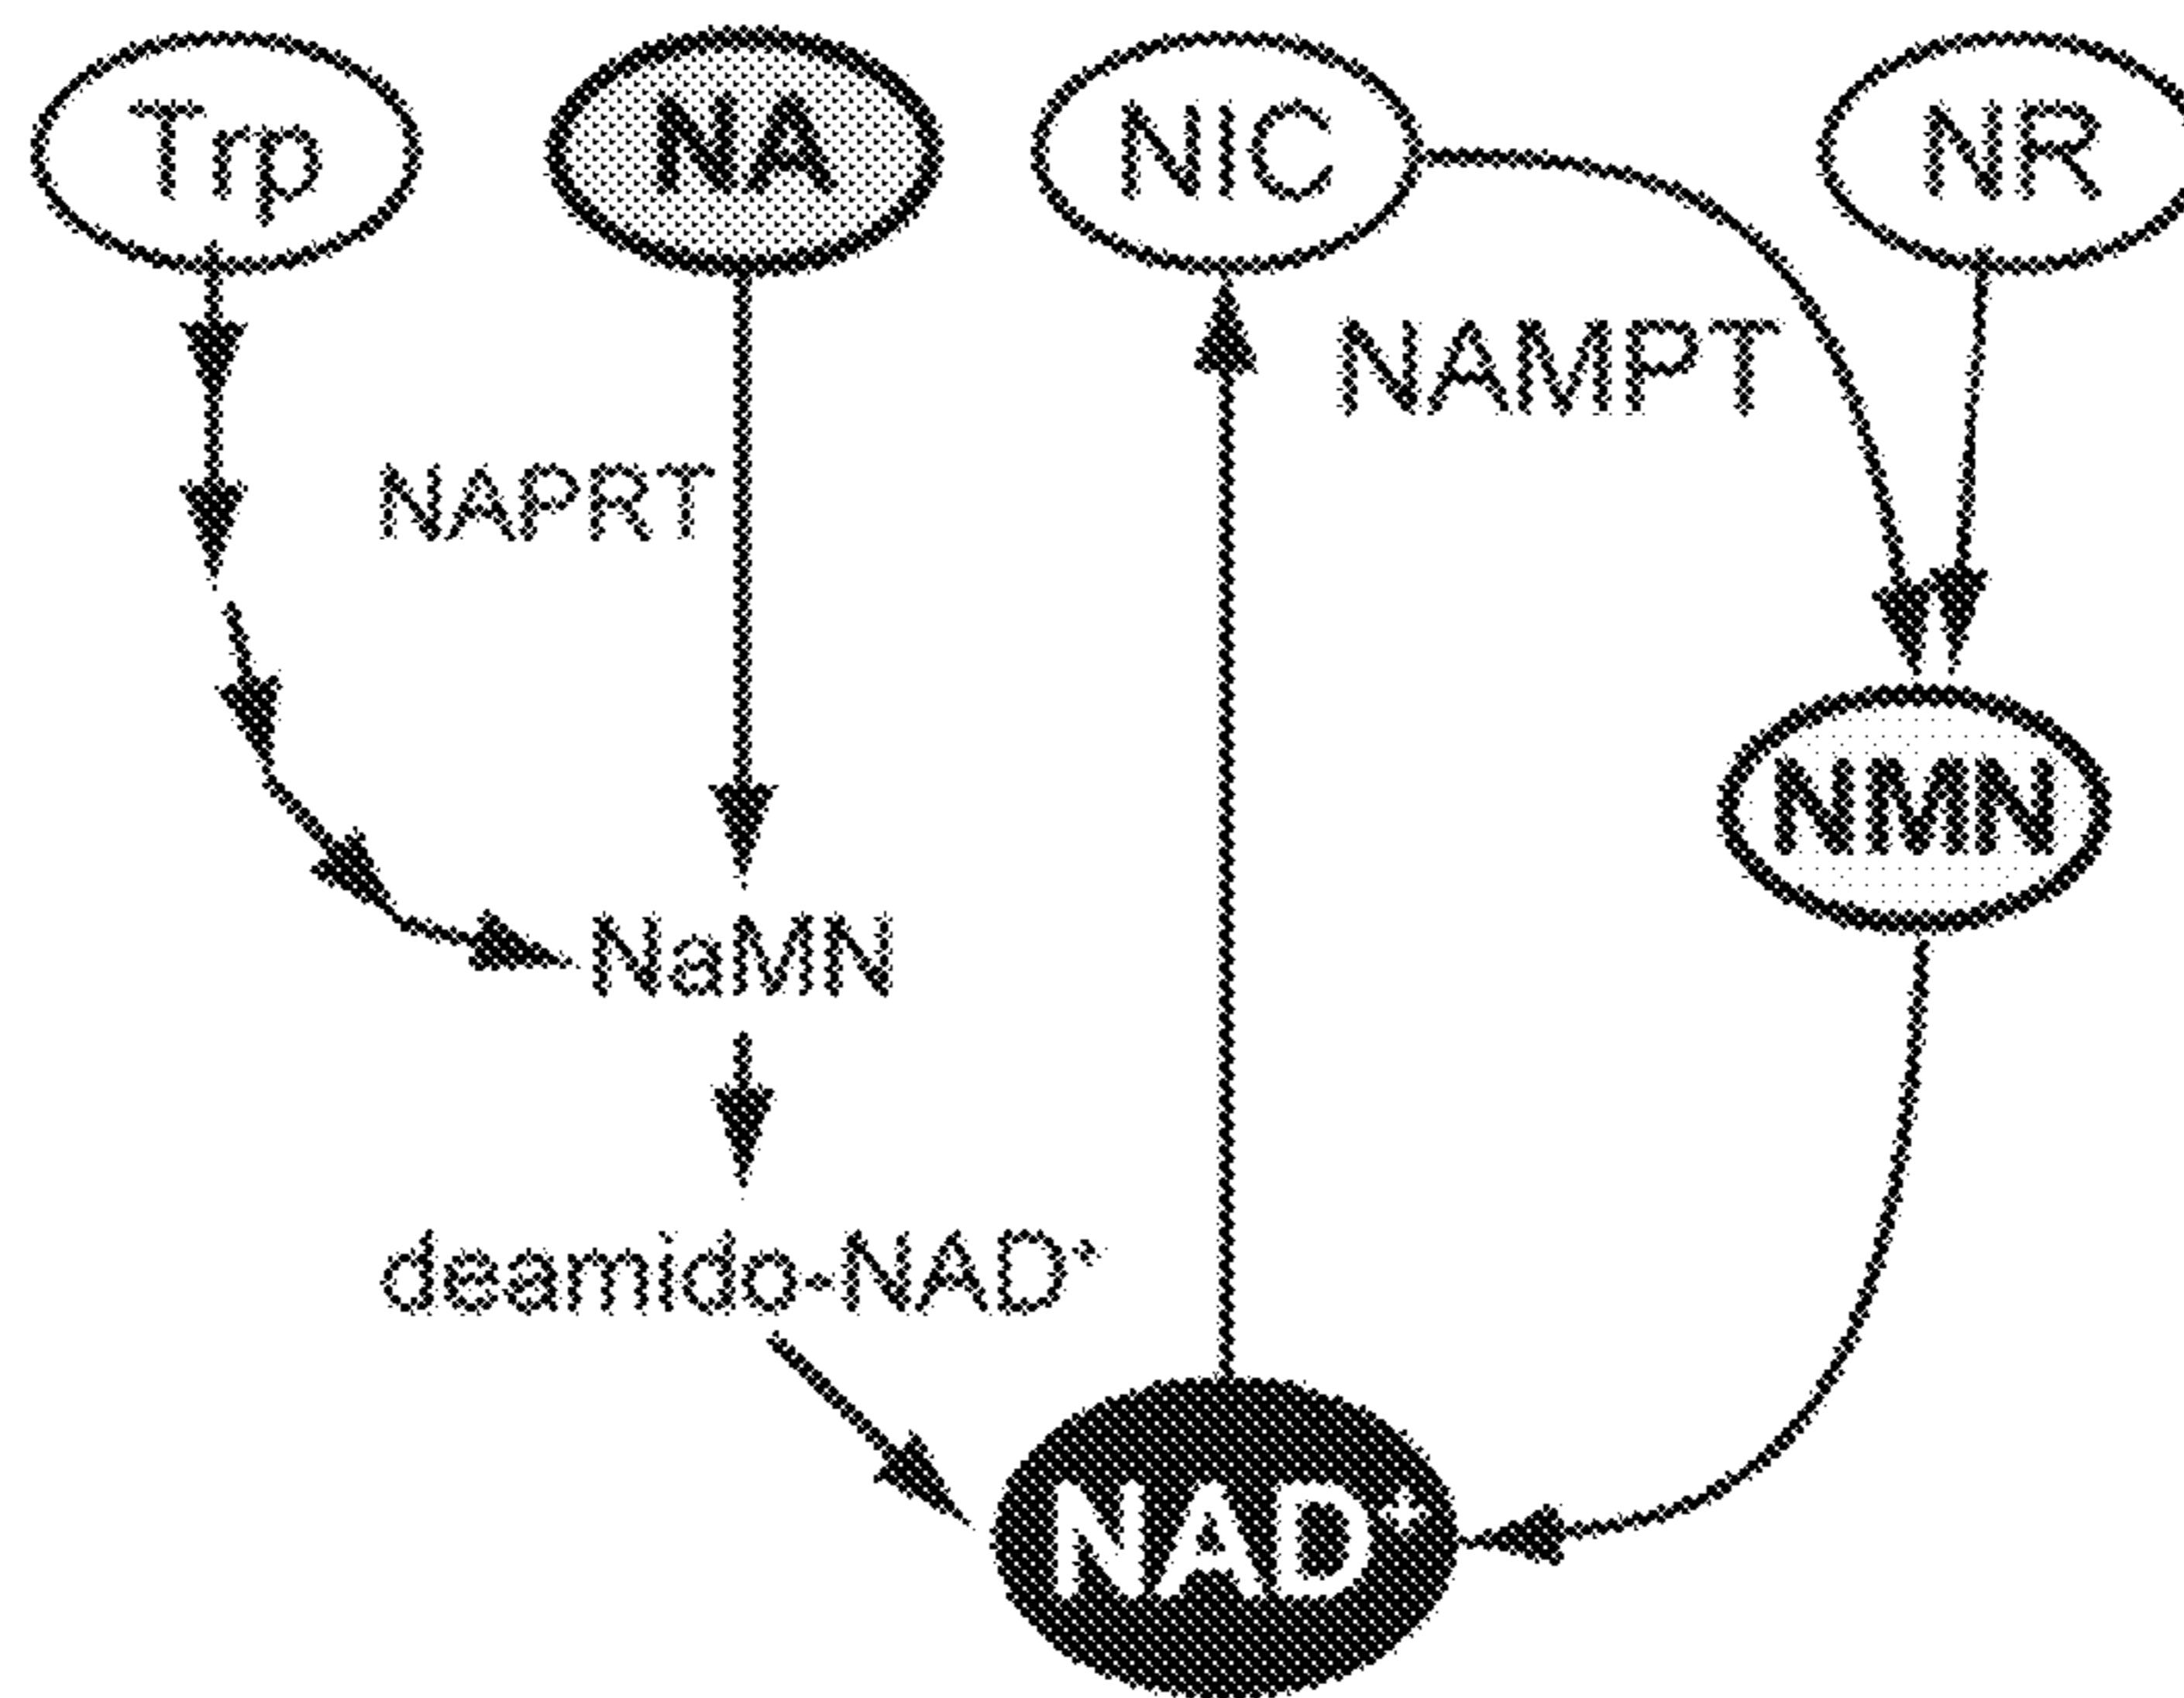 Trp
NA
NIC
NR
NAMPT
NAPRT
NMN
NaMN
deamido-NAD+
NAD+